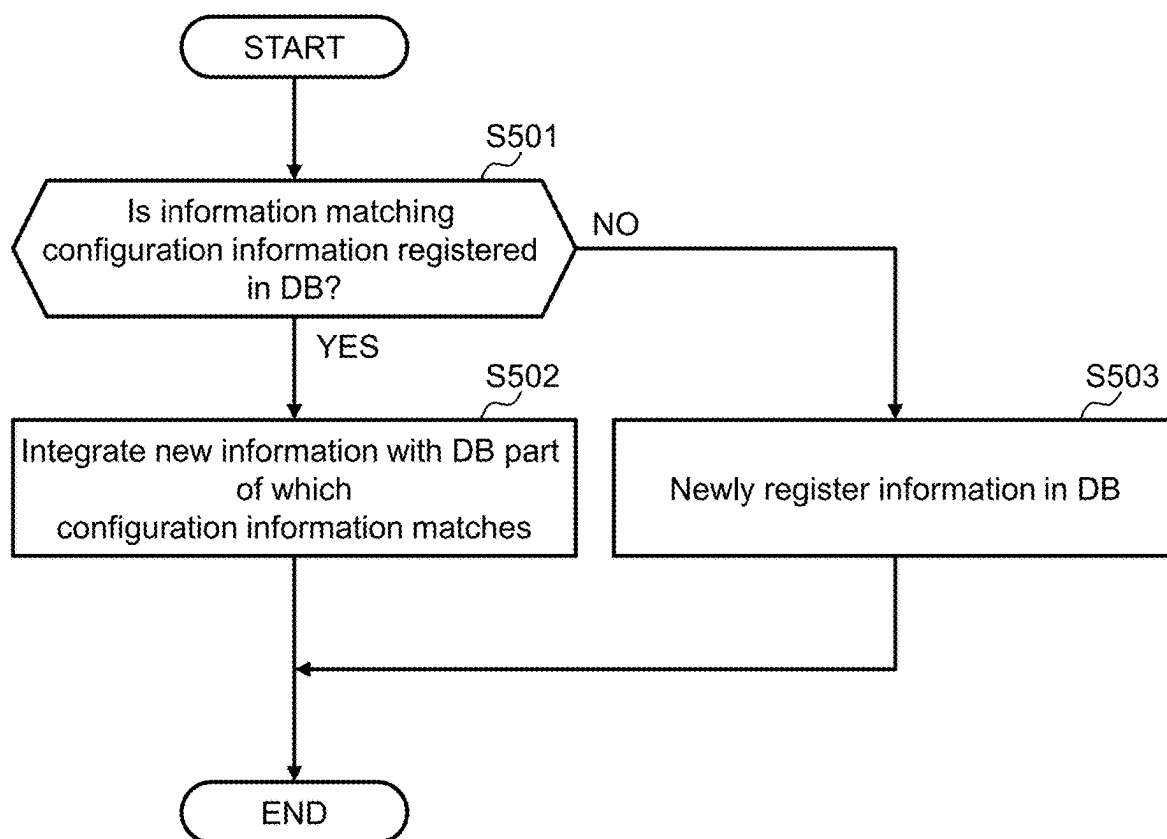 START
S501
Is information matching
configuration information registered
in DB?
NO
YES
S502
Integrate new information with DB part
of which
configuration information matches
S503
Newly register information in DB
END